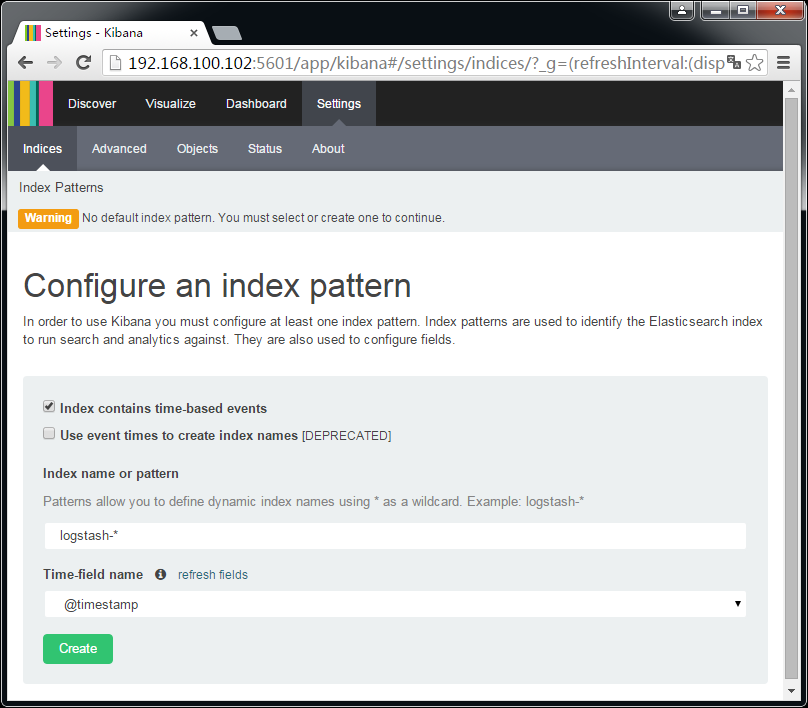 Settings - Kibana
192.168.100.102:5601/app/kibana#/settings/indices/?_g=(refreshInterval:(disp
Discover Visualize Dashboard Settings
Indices Advanced Objects Status About
Index Patterns
Warning No default index pattern. You must select or create one to continue.
Configure an index pattern
In order to use Kibana you must configure at least one index pattern. Index patterns are used to identify the Elasticsearch index
to run search and analytics against. They are also used to configure fields.
Index contains time-based events
Use event times to create index names [DEPRECATED]
Index name or pattern
Patterns allow you to define dynamic index names using * as a wildcard. Example: logstash-*
logstash-*
Time-field name refresh fields
@timestamp
Create